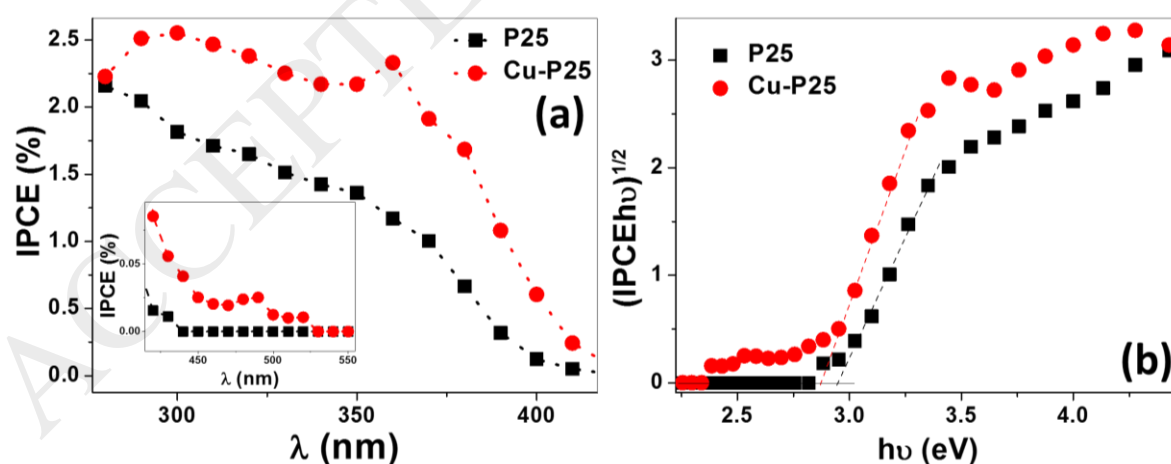 2.5
2.0
1.5
1.0
0.5
0.0
IPCE (%)
P25
Cu-P25
(a)
0.05
0.00
IPCE (%)
450
500
550
λ (nm)
300
350
400
λ (nm)
3
2
1
0
(IPCEhυ)1/2
P25
Cu-P25
(b)
2.5
3.0
3.5
4.0
hυ (eV)